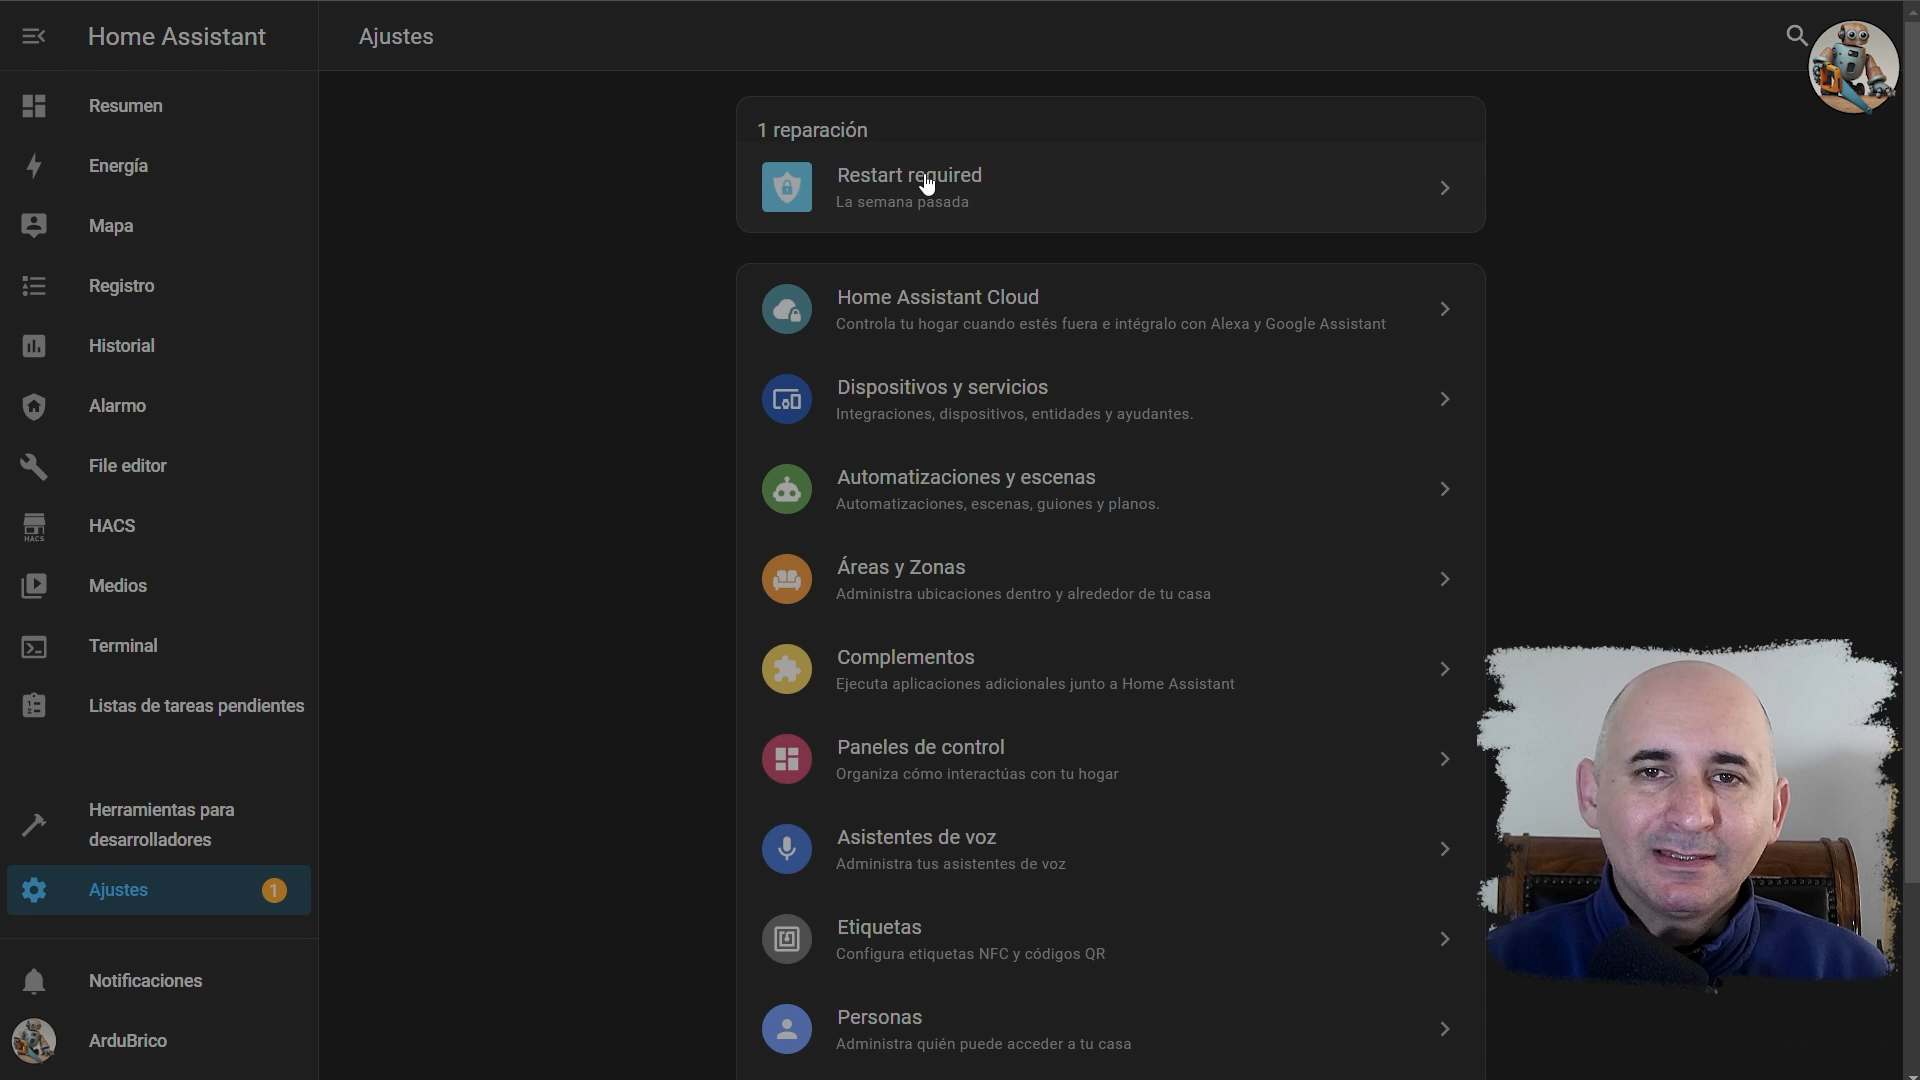 Home Assistant
Ajustes
Resumen
Energía
Mapa
Registro
Historial
Alarmo
File editor
HACS
HACS
Medios
Terminal
Listas de tareas pendientes
Herramientas para
desarrolladores
Ajustes
1
Notificaciones
ArduBrico
1 reparación
Restart required
La semana pasada
Home Assistant Cloud
Controla tu hogar cuando estés fuera e intégralo con Alexa y Google Assistant
Dispositivos y servicios
Integraciones, dispositivos, entidades y ayudantes.
Automatizaciones y escenas
Automatizaciones, escenas, guiones y planos.
Áreas y Zonas
Administra ubicaciones dentro y alrededor de tu casa
Complementos
Ejecuta aplicaciones adicionales junto a Home Assistant
Paneles de control
Organiza cómo interactúas con tu hogar
Asistentes de voz
Administra tus asistentes de voz
Etiquetas
Configura etiquetas NFC y códigos QR
Personas
Administra quién puede acceder a tu casa